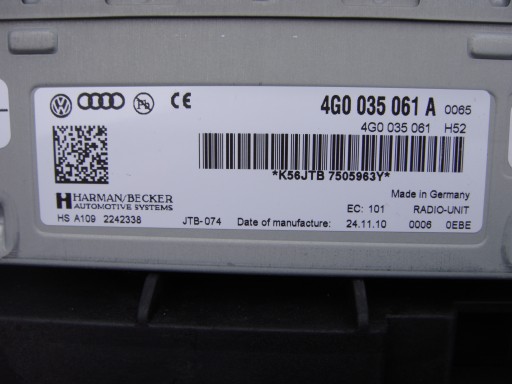 4G0 035 061 A 0065
4G0 035 061 H52
*K56JTB 7505963Y*
Made in Germany
HARMAN/BECKER
AUTOMOTIVE SYSTEMS
EC: 101 RADIO-UNIT
HS A109 2242338 JTB-074 Date of manufacture: 24.11.10 0006 0EBE